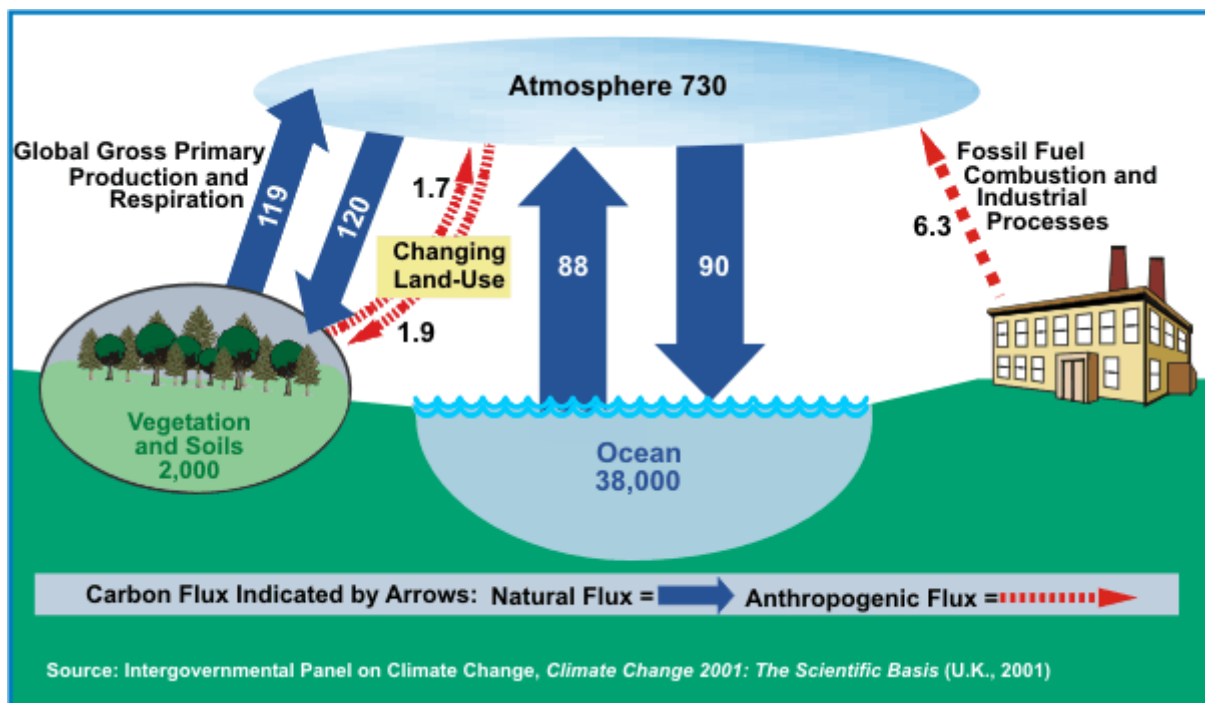 Atmosphere 730
Global Gross Primary
Production and
Respiration
119
120
1.7
Changing
Land-Use
1.9
88
90
Fossil Fuel
Combustion and
Industrial
Processes
6.3
Vegetation
and Soils
2,000
Ocean
38,000
Carbon Flux Indicated by Arrows: Natural Flux = Anthropogenic Flux =
Source: Intergovernmental Panel on Climate Change, Climate Change 2001: The Scientific Basis (U.K., 2001)